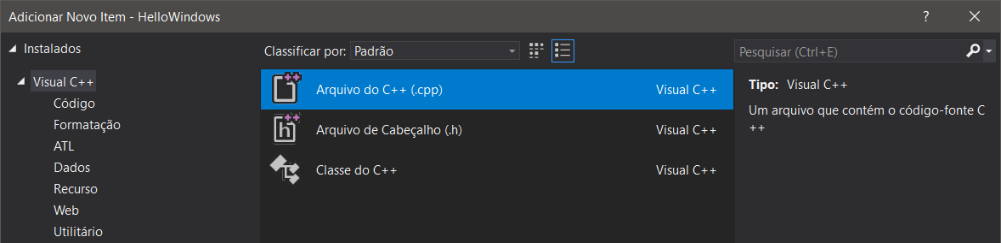 Adicionar Novo Item - HelloWindows
?
Instalados
Visual C++
Código
Formatação
ATL
Dados
Recurso
Web
Utilitário
Classificar por: Padrão
Arquivo do C++ (.cpp) Visual C++
Arquivo de Cabeçalho (.h) Visual C++
Classe do C++ Visual C++
Pesquisar (Ctrl+E)
Tipo: Visual C++
Um arquivo que contém o código-fonte C
++